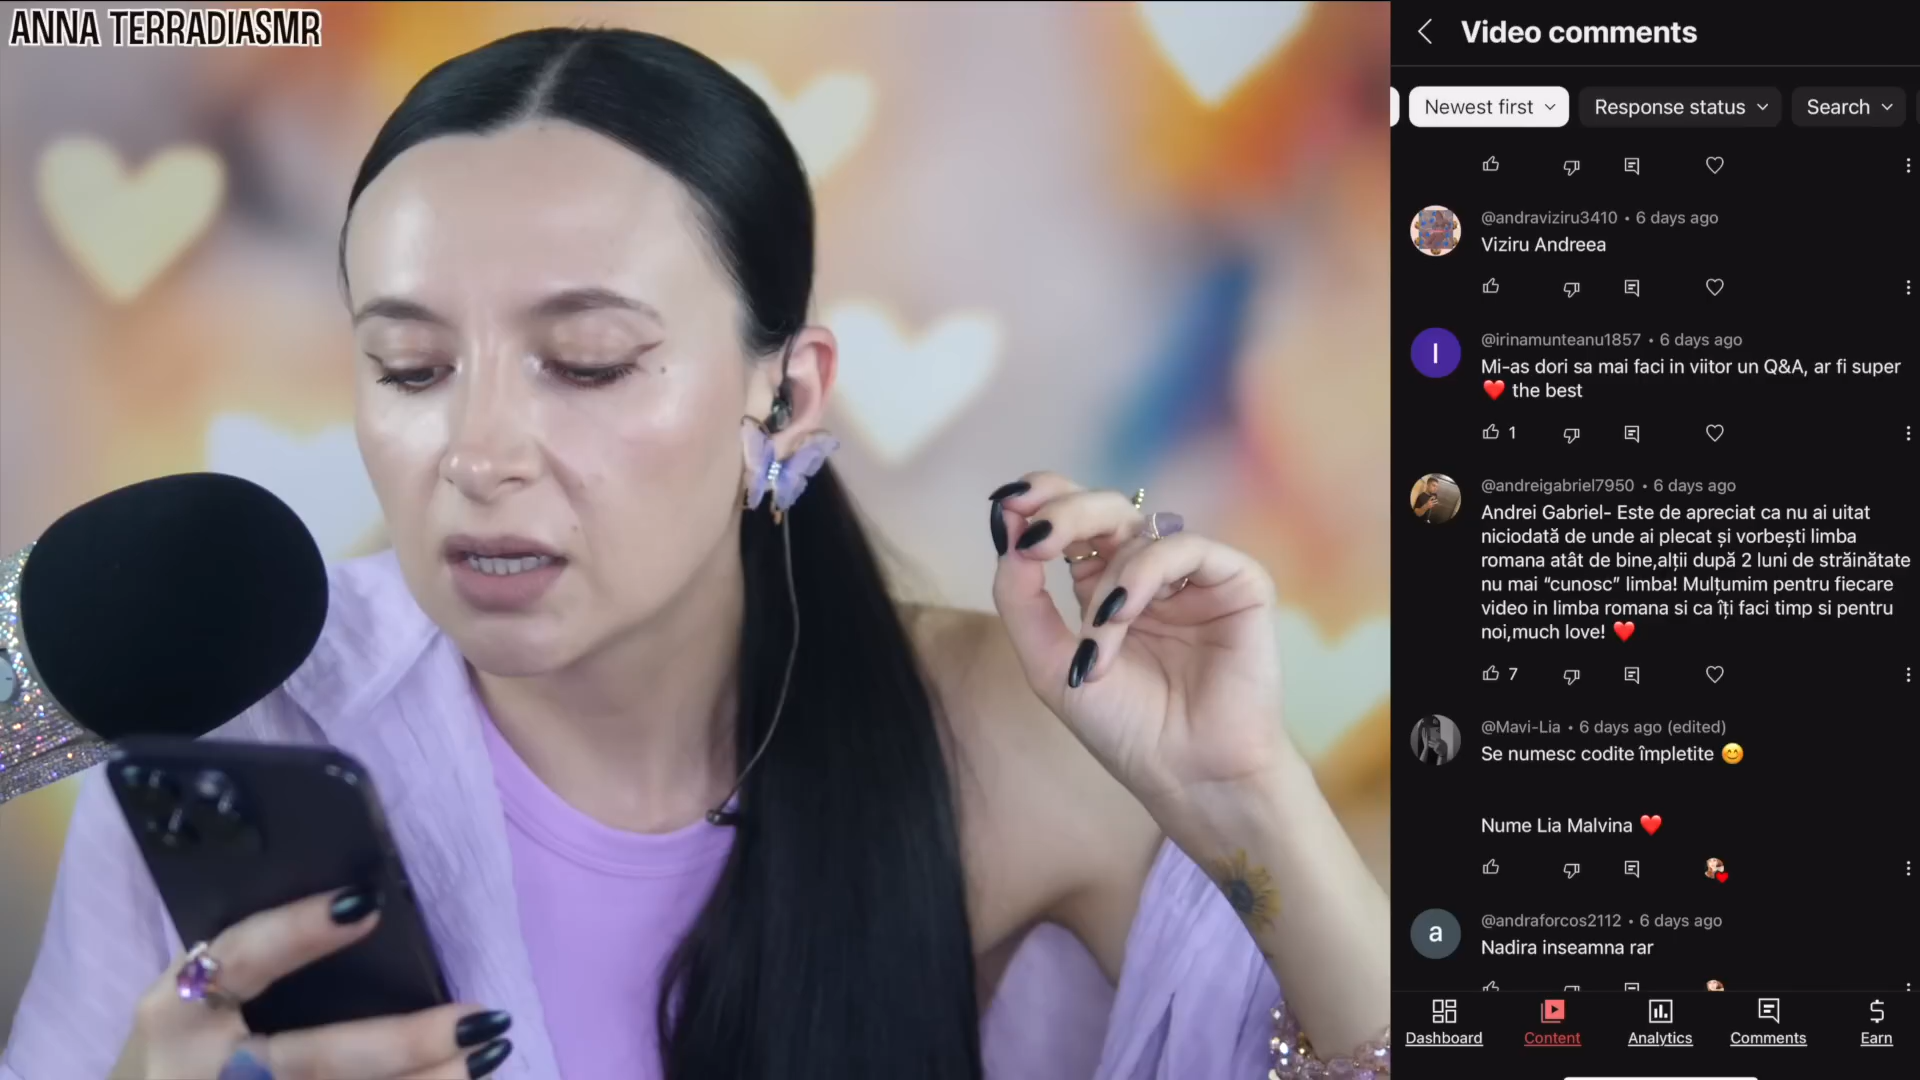 ANNA TERRADIASMR
Video comments
Newest first
Response status
Search
@andraviziru3410 • 6 days ago
Viziru Andreea
I
@irinamunteanu1857 • 6 days ago
Mi-as dori sa mai faci in viitor un Q&A, ar fi super
❤️ the best
1
@andreigabriel7950 • 6 days ago
Andrei Gabriel- Este de apreciat ca nu ai uitat
niciodată de unde ai plecat și vorbești limba
romana atât de bine,alții după 2 luni de străinătate
nu mai “cunosc” limba! Mulțumim pentru fiecare
video in limba romana si ca îți faci timp si pentru
noi,much love! ❤️
7
@Mavi-Lia • 6 days ago (edited)
Se numesc codite împletite 😊
Nume Lia Malvina ❤️
a
@andraforcos2112 • 6 days ago
Nadira inseamna rar
Dashboard
Content
Analytics
Comments
Earn